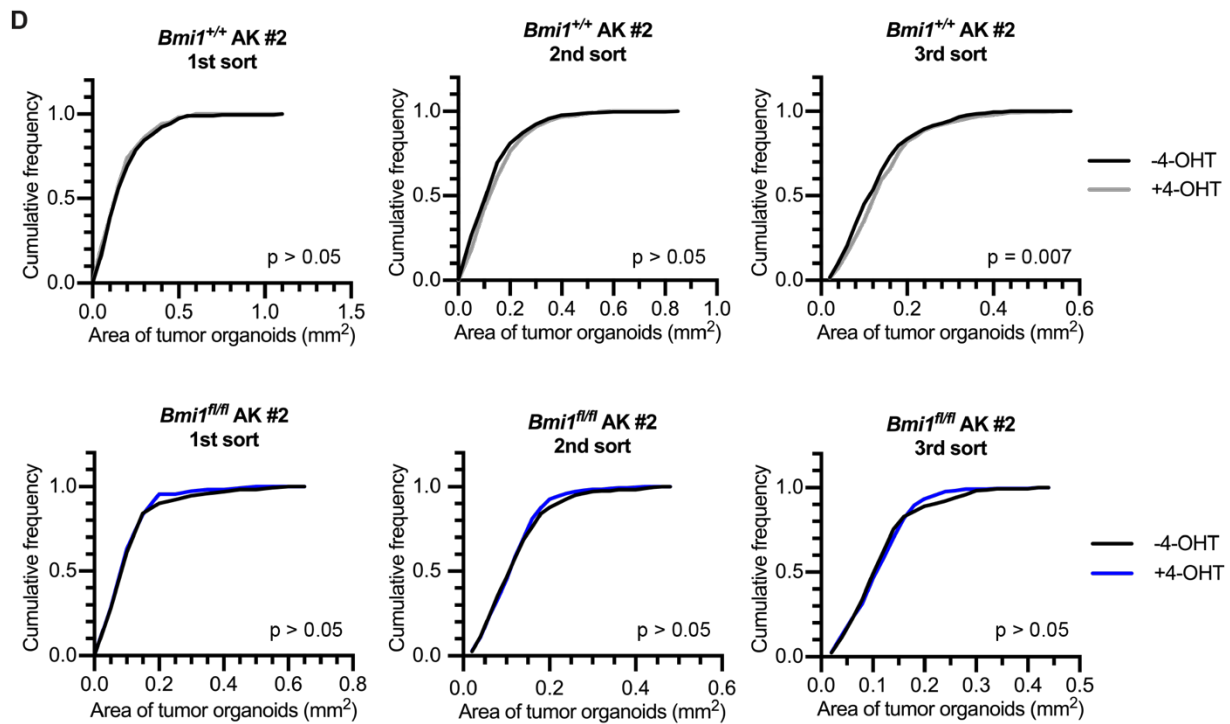 D
Bmi1+/+ AK #2
1st sort
Cumulative frequency
1.0
0.5
0.0
p > 0.05
0.0 0.5 1.0 1.5
Area of tumor organoids (mm2)
Bmi1+/+ AK #2
2nd sort
Cumulative frequency
1.0
0.5
0.0
p > 0.05
0.0 0.2 0.4 0.6 0.8 1.0
Area of tumor organoids (mm2)
Bmi1+/+ AK #2
3rd sort
Cumulative frequency
1.0
0.5
0.0
p = 0.007
0.0 0.2 0.4 0.6
Area of tumor organoids (mm2)
-4-OHT
+4-OHT
Bmi1fl/fl AK #2
1st sort
Cumulative frequency
1.0
0.5
0.0
p > 0.05
0.0 0.2 0.4 0.6 0.8
Area of tumor organoids (mm2)
Bmi1fl/fl AK #2
2nd sort
Cumulative frequency
1.0
0.5
0.0
p > 0.05
0.0 0.2 0.4 0.6
Area of tumor organoids (mm2)
Bmi1fl/fl AK #2
3rd sort
Cumulative frequency
1.0
0.5
0.0
p > 0.05
0.0 0.1 0.2 0.3 0.4 0.5
Area of tumor organoids (mm2)
-4-OHT
+4-OHT